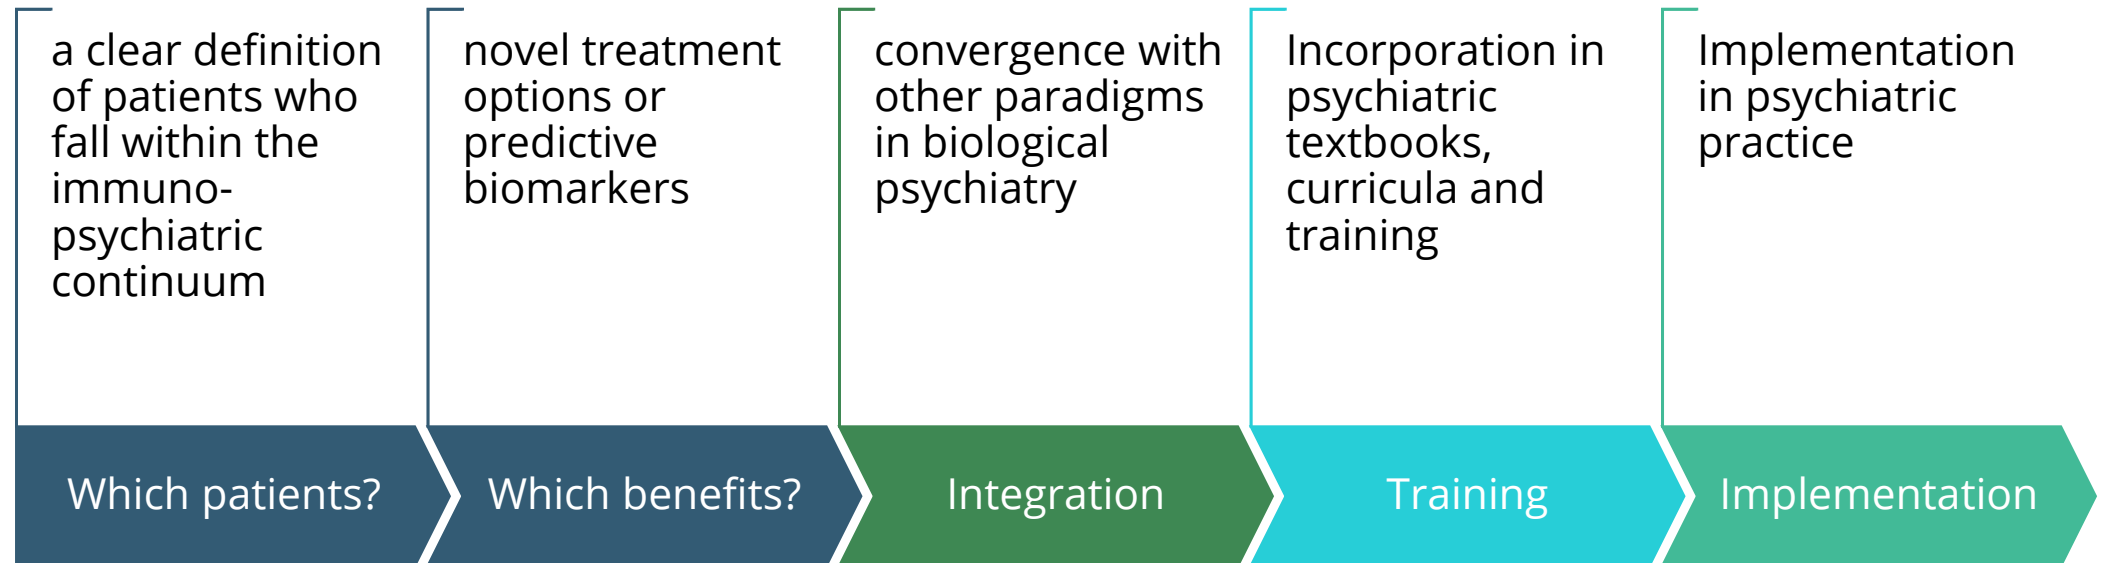 a clear definition
of patients who
fall within the
immuno-
psychiatric
continuum
novel treatment
options or
predictive
biomarkers
convergence with
other paradigms
in biological
psychiatry
Incorporation in
psychiatric
textbooks,
curricula and
training
Implementation
in psychiatric
practice
Which patients?
Which benefits?
Integration
Training
Implementation